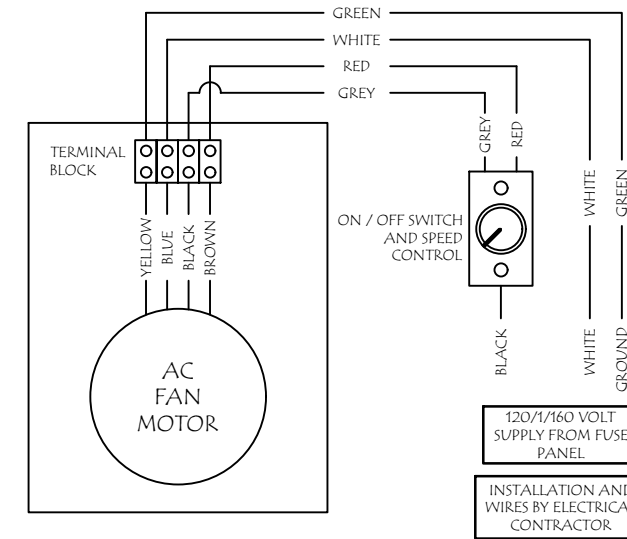 GREEN
WHITE
RED
GREY
TERMINAL
BLOCK
YELLOW
BLUE
BLACK
BROWN
AC
FAN
MOTOR
GREY
RED
ON / OFF SWITCH
AND SPEED
CONTROL
BLACK
WHITE
GREEN
WHITE
GROUND
120/1/160 VOLT
SUPPLY FROM FUSE
PANEL
INSTALLATION AND
WIRES BY ELECTRICA
CONTRACTOR